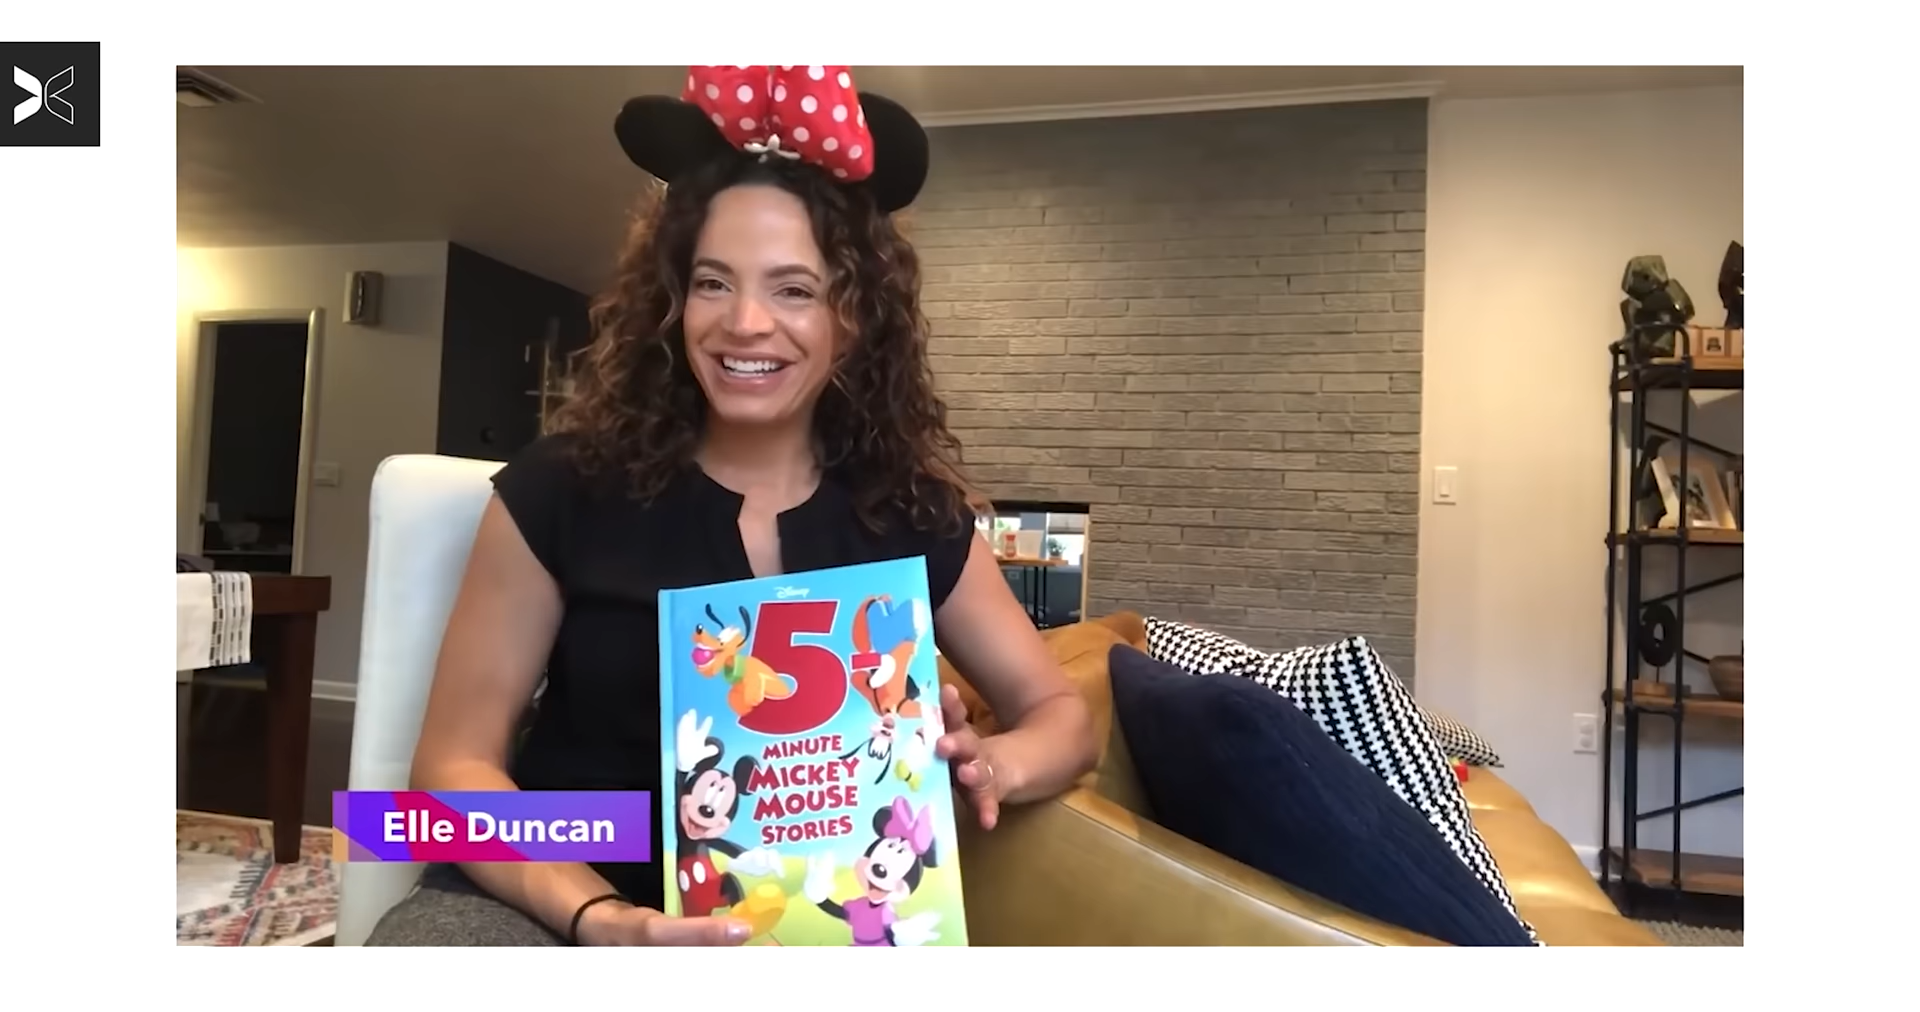 Disney
5-
MINUTE
MICKEY
MOUSE
STORIES
Elle Duncan